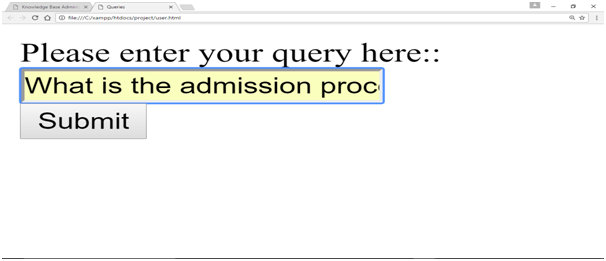 Knowledge Base Admin
Queries
file:///C:/xampp/htdocs/project/user.html
Please enter your query here::
What is the admission proc
Submit